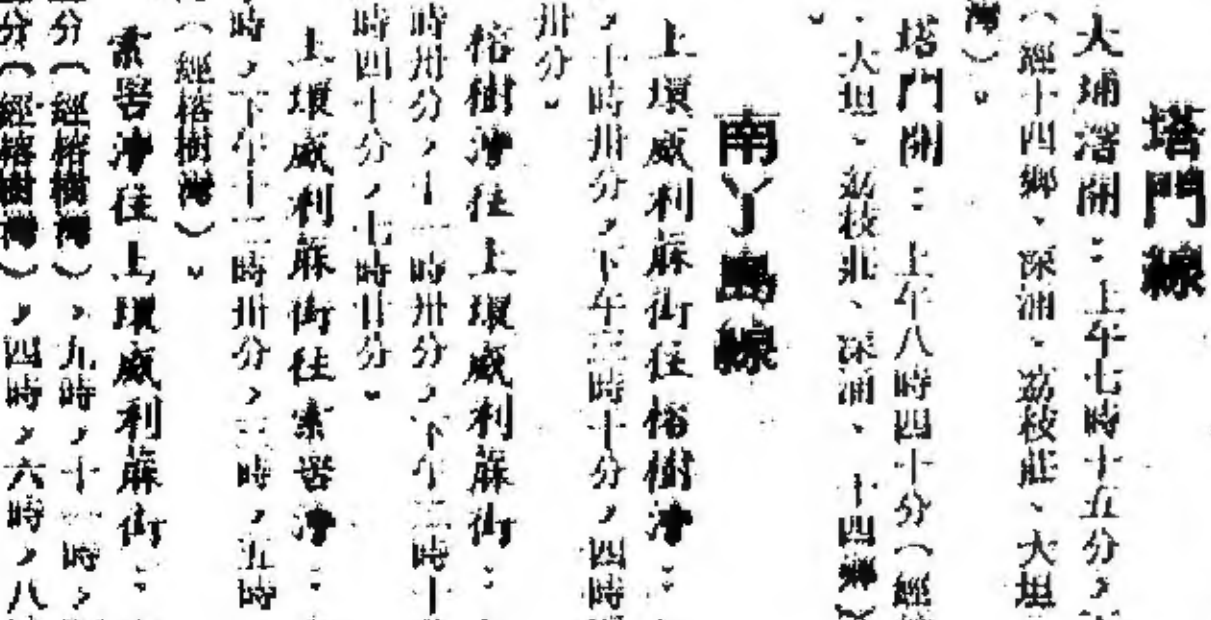 塔門線
大埔滘開：上午七時十五分，
（經十四鄉、深涌、荔枝莊、大坦
灣）。
塔門開：上午八時四十分（經
、大坦、荔枝莊、深涌、十四鄉）
。
南丫島線
上環威利蔴街往榕樹灣：
，十時卅分，下午三時十分，四時
卅分。
榕樹灣往上環威利蔴街：
時卅分，十一時卅分，下午三時十
時四十分，七時廿分。
上環威利蔴街往索罟灣：
時，下午十二時卅分，三時，五時
（經榕樹灣）。
索罟灣往上環威利蔴街：
分（經榕樹灣），九時，十一時，
分（經榕樹灣），四時，六時，八